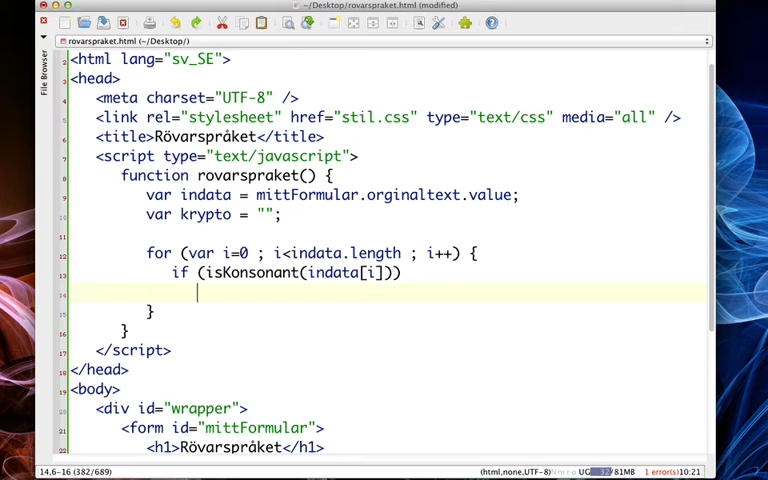 ~/Desktop/rovarspraket.html (modified)
rovarspraket.html (~/Desktop/)
File Browser
2 <html lang="sv_SE">
3 <head>
4 <meta charset="UTF-8" />
5 <link rel="stylesheet" href="stil.css" type="text/css" media="all" />
6 <title>Rövarspråket</title>
7 <script type="text/javascript">
8 function rovarspraket() {
9 var indata = mittFormular.orginaltext.value;
10 var krypto = "";
11
12 for (var i=0 ; i<indata.length ; i++) {
13 if (isKonsonant(indata[i]))
14
15 }
16 }
17 </script>
18 </head>
19 <body>
20 <div id="wrapper">
21 <form id="mittFormular">
22 <h1>Rövarspråket</h1>
14,6-16 (382/689) (html,none,UTF-8) N m r o UG 32/81MB 1 error(s)10:21